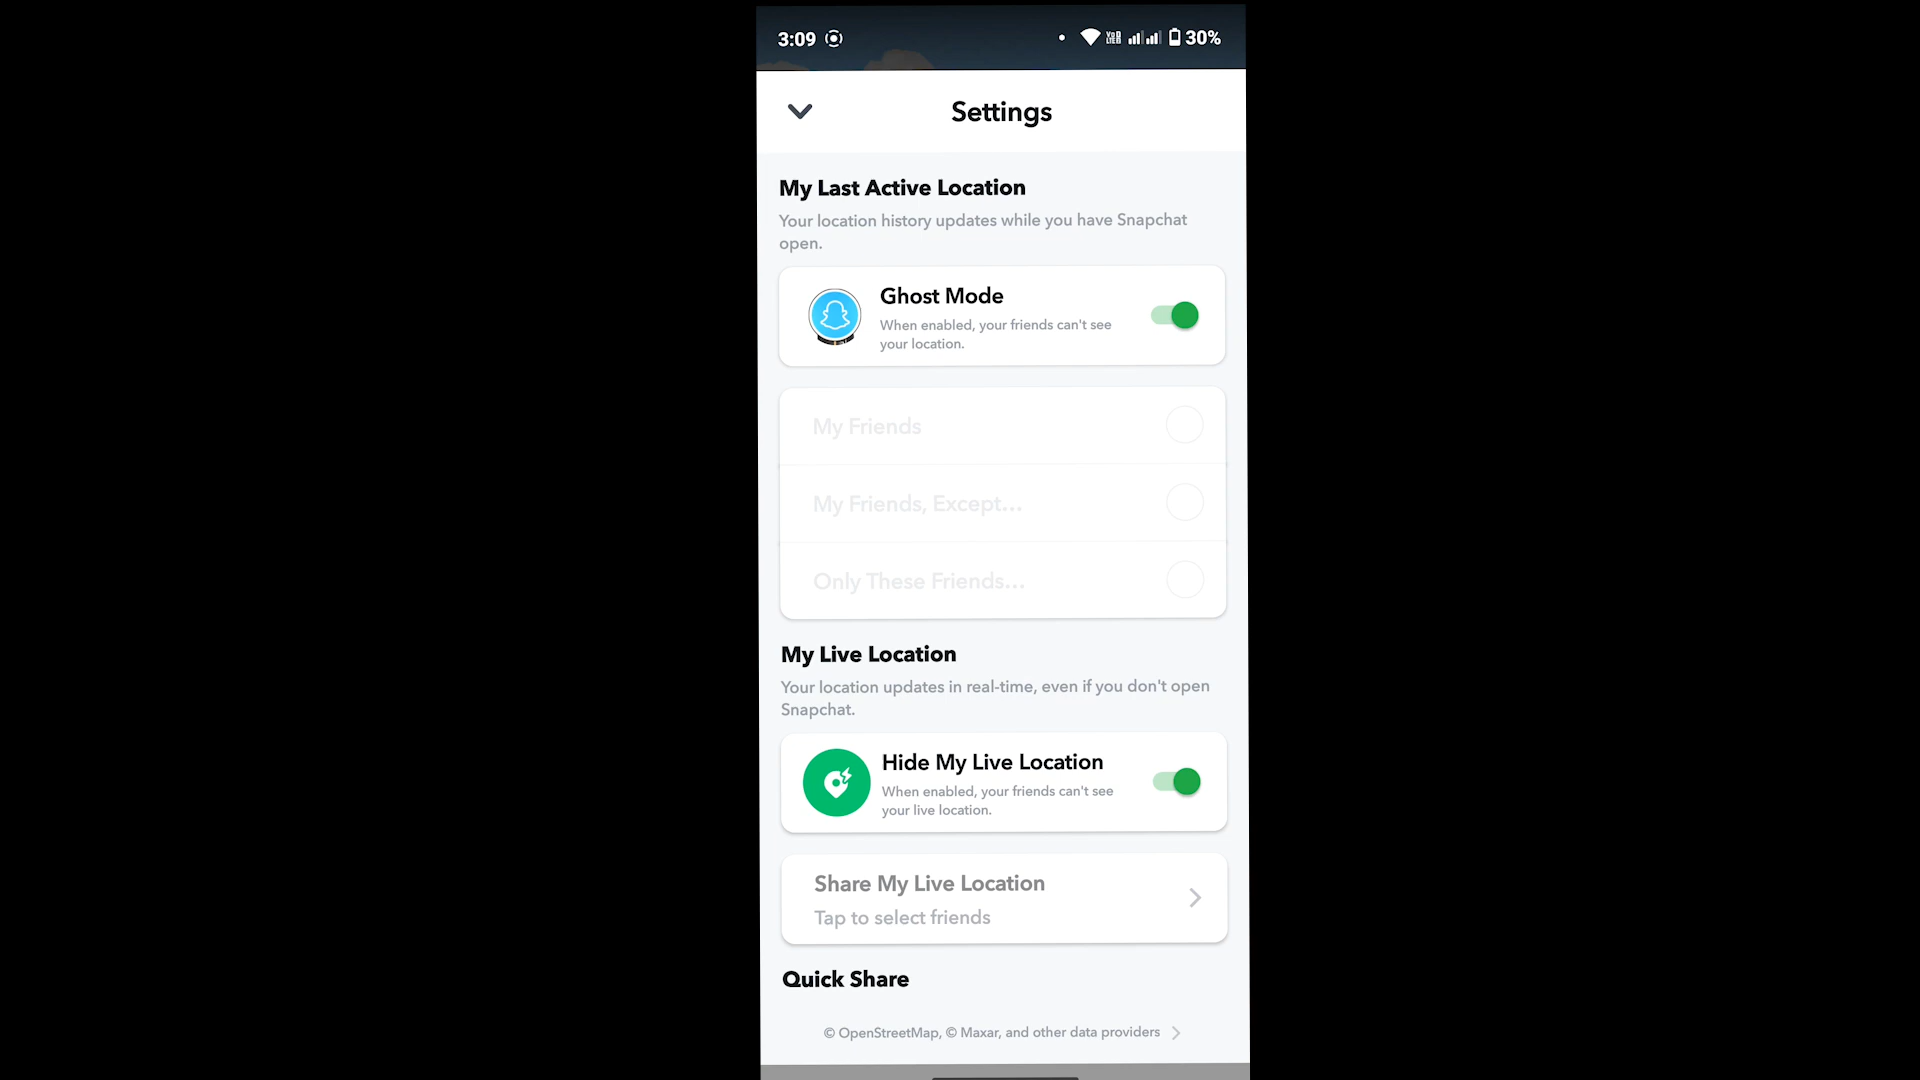 3:09
30%
Settings
My Last Active Location
Your location history updates while you have Snapchat
open.
Ghost Mode
When enabled, your friends can't see
your location.
My Friends
My Friends, Except...
Only These Friends...
My Live Location
Your location updates in real-time, even if you don't open
Snapchat.
Hide My Live Location
When enabled, your friends can't see
your live location.
Share My Live Location
Tap to select friends
Quick Share
© OpenStreetMap, © Maxar, and other data providers